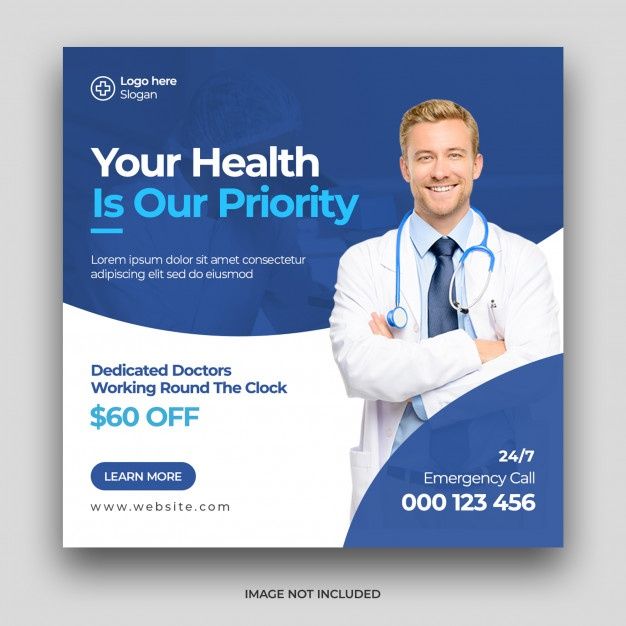 Logo here
Slogan
Your Health
Is Our Priority
Lorem ipsum dolor sit amet, consectetur
adipiscing elit, sed do eiusmod
Dedicated Doctors
Working Round The Clock
$60 OFF
LEARN MORE
www.website.com
24/7
Emergency Call
000 123 456
IMAGE NOT INCLUDED